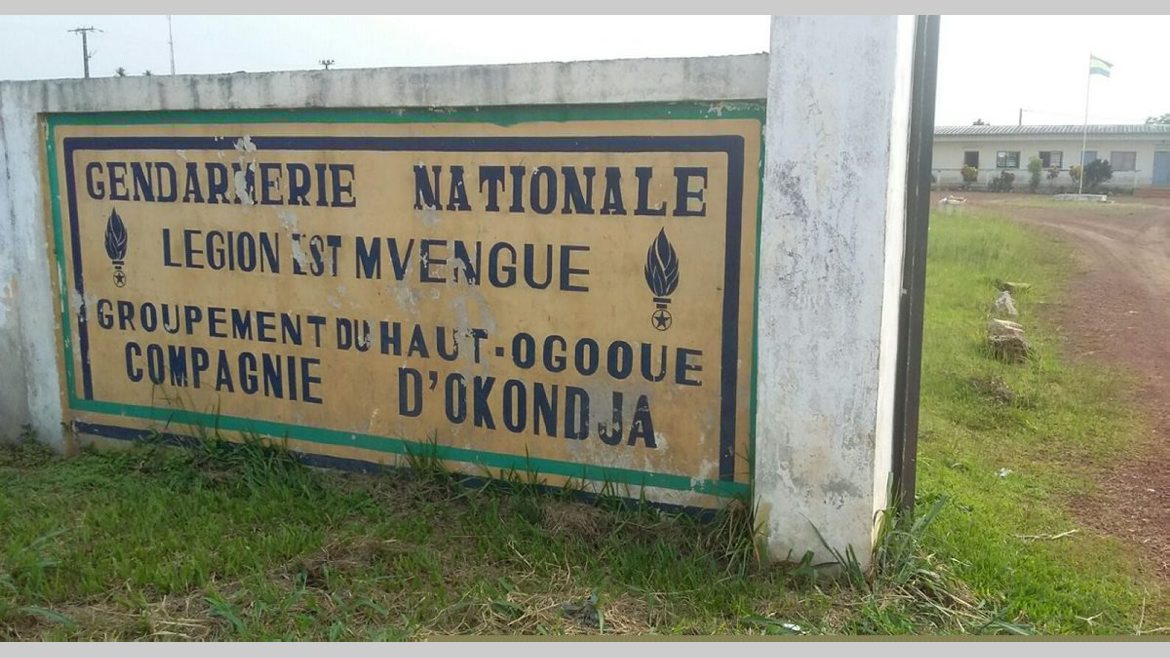 GENDARMERIE NATIONALE
LEGION EST MVENGUE
GROUPEMENT DU HAUT-OGOOUE
COMPAGNIE D'OKONDJA